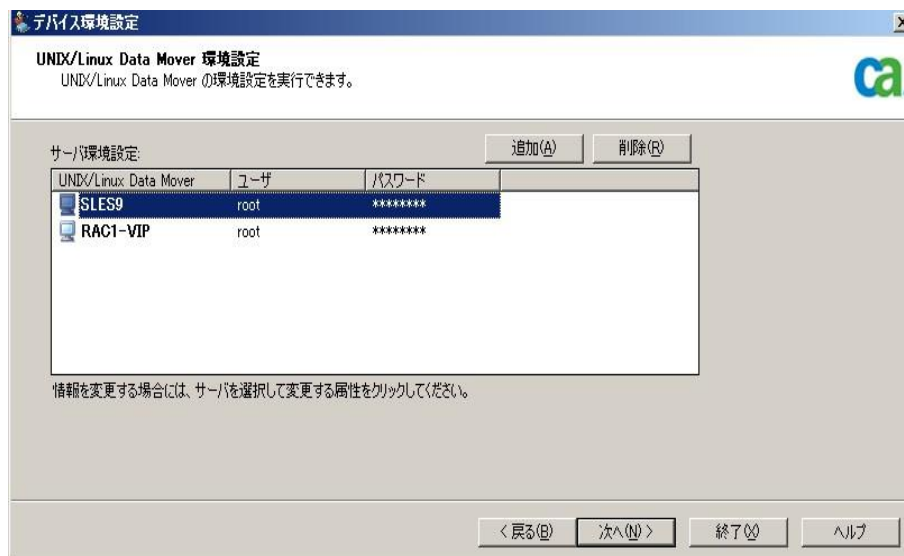 デバイス環境設定
UNIX/Linux Data Mover 環境設定
UNIX/Linux Data Mover の環境設定を実行できます。
ca
サーバ環境設定:
追加(A) 削除(R)
UNIX/Linux Data Mover ユーザ パスワード
SLES9 root ********
RAC1-VIP root ********
情報を変更する場合には、サーバを選択して変更する属性をクリックしてください。
< 戻る(B) 次へ(N) > 終了(X) ヘルプ